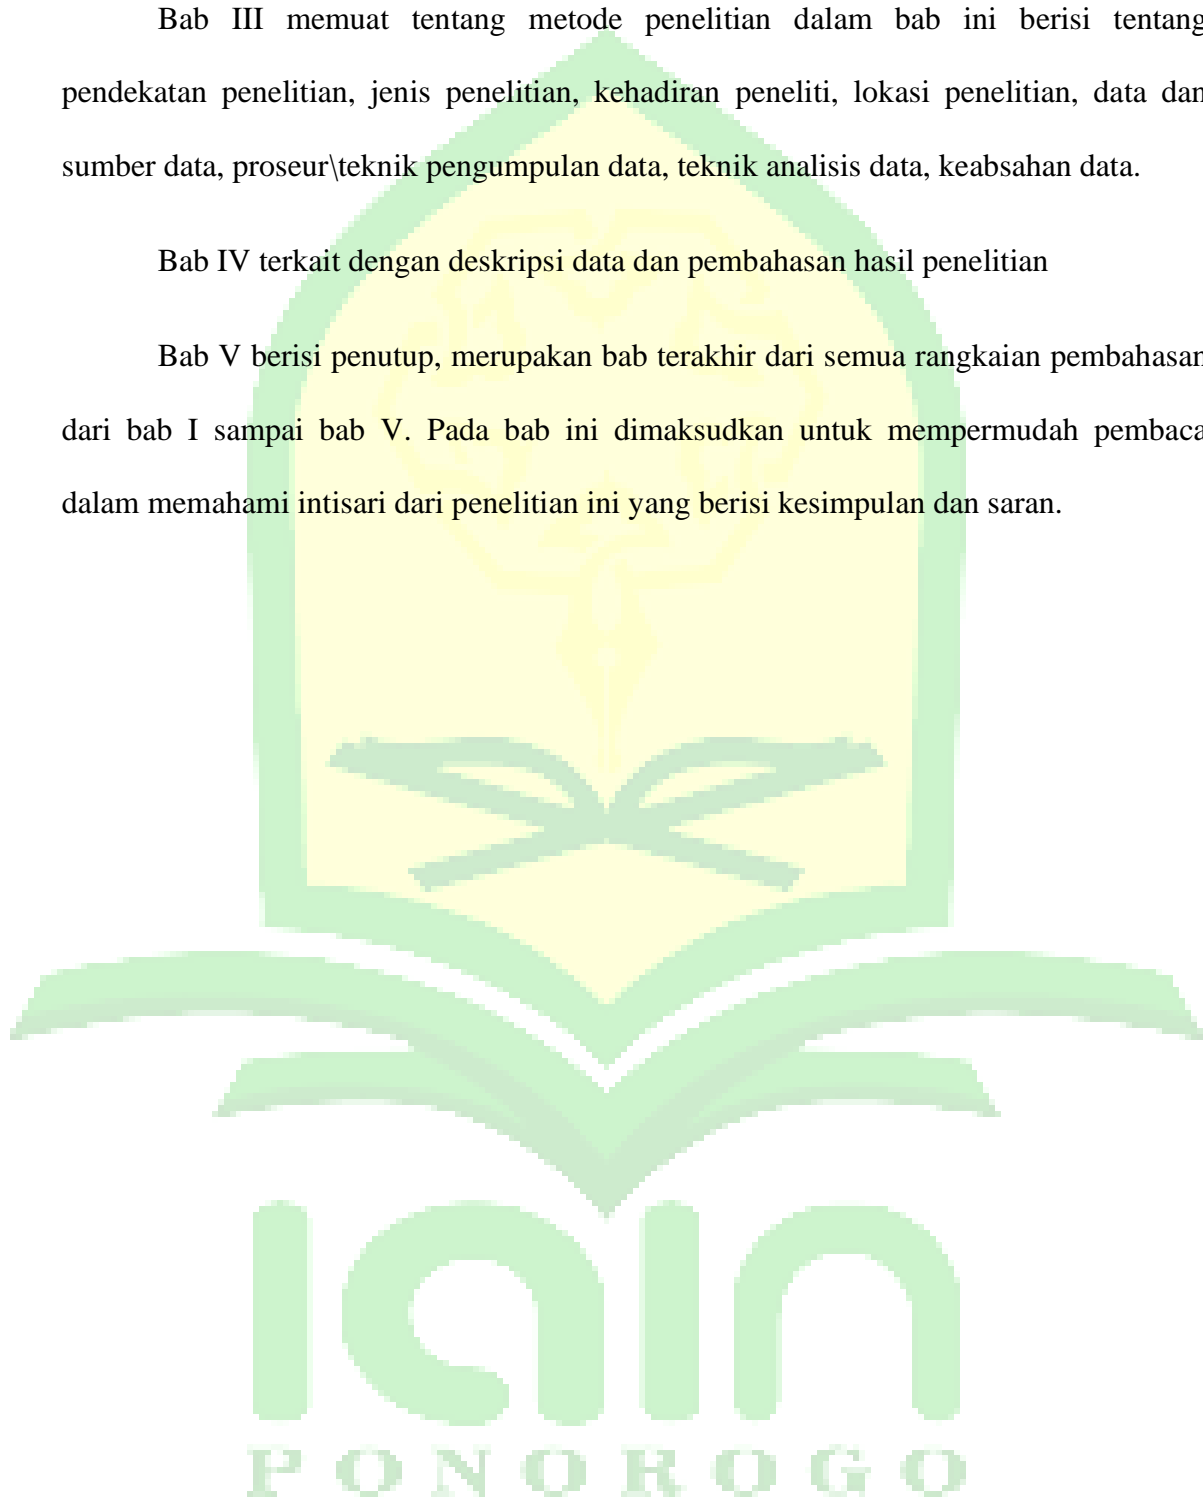 Bab III memuat tentang metode penelitian dalam bab ini berisi tentang
pendekatan penelitian, jenis penelitian, kehadiran peneliti, lokasi penelitian, data dan
sumber data, proseur\teknik pengumpulan data, teknik analisis data, keabsahan data.
Bab IV terkait dengan deskripsi data dan pembahasan hasil penelitian
Bab V berisi penutup, merupakan bab terakhir dari semua rangkaian pembahasan
dari bab I sampai bab V. Pada bab ini dimaksudkan untuk mempermudah pembaca
dalam memahami intisari dari penelitian ini yang berisi kesimpulan dan saran.
iain
PONOROGO